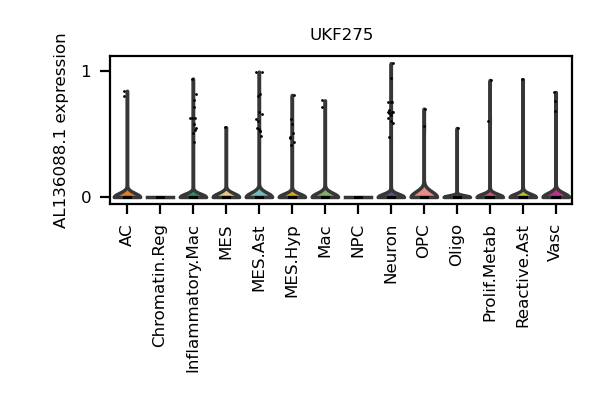 UKF275
AL136088.1 expression
1
0
AC
Chromatin.Reg
Inflammatory.Mac
MES
MES.Ast
MES.Hyp
Mac
NPC
Neuron
OPC
Oligo
Prolif.Metab
Reactive.Ast
Vasc